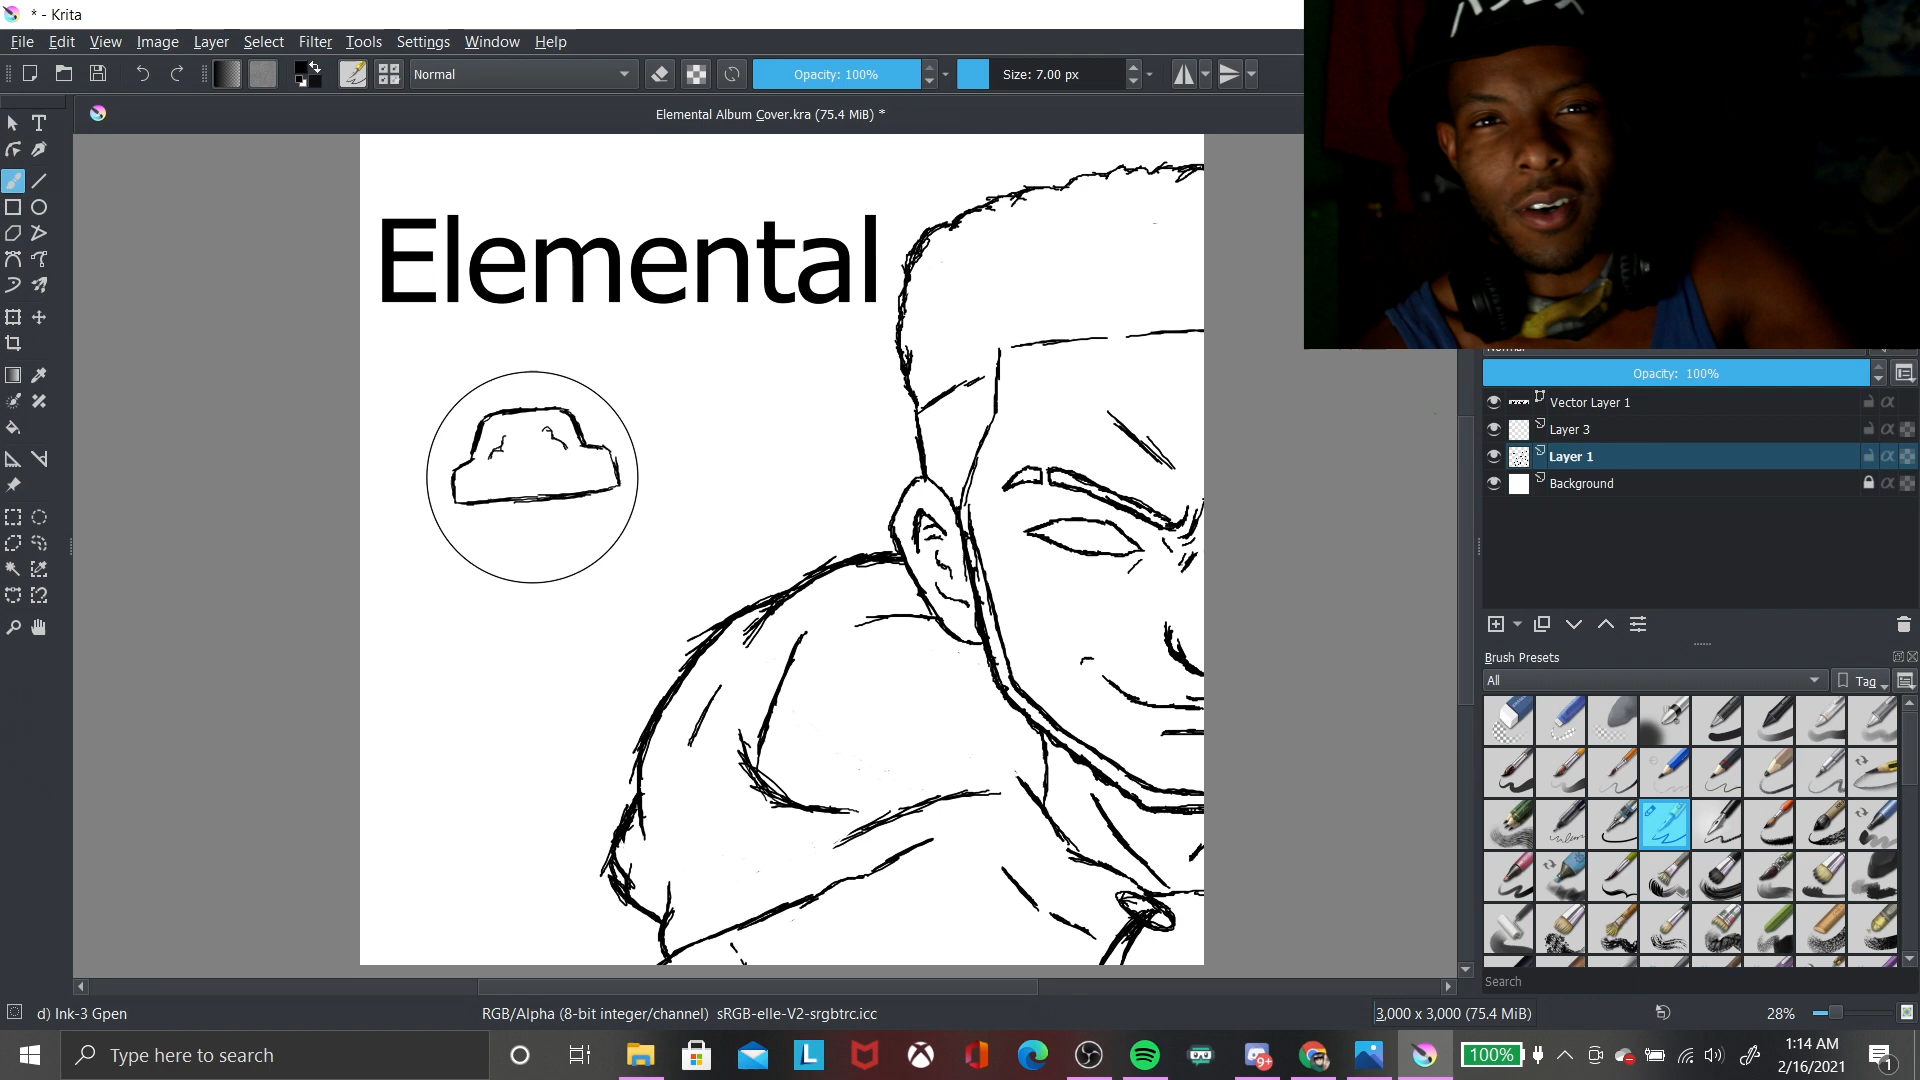 * - Krita
File Edit View Image Layer Select Filter Tools Settings Window Help
Normal
Opacity: 100%
Size: 7.00 px
Elemental Album Cover.kra (75.4 MiB) *
Elemental
Opacity: 100%
Vector Layer 1
Layer 3
Layer 1
Background
Brush Presets
All
Tag
Search
d) Ink-3 Gpen
RGB/Alpha (8-bit integer/channel) sRGB-elle-V2-srgbtrc.icc
3,000 x 3,000 (75.4 MiB)
28%
Type here to search
L
9+
100%
1:14 AM
2/16/2021
1